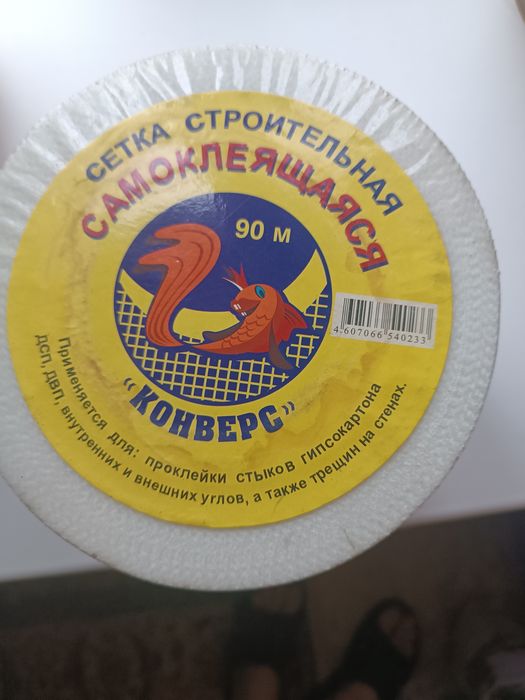 СЕТКА СТРОИТЕЛЬНАЯ
САМОКЛЕЯЩАЯСЯ
90 м
4 607066 540233
"КОНВЕРС"
Применяется для: проклейки стыков гипсокартона
дсп, двп, внутренних и внешних углов, а также трещин на стенах.